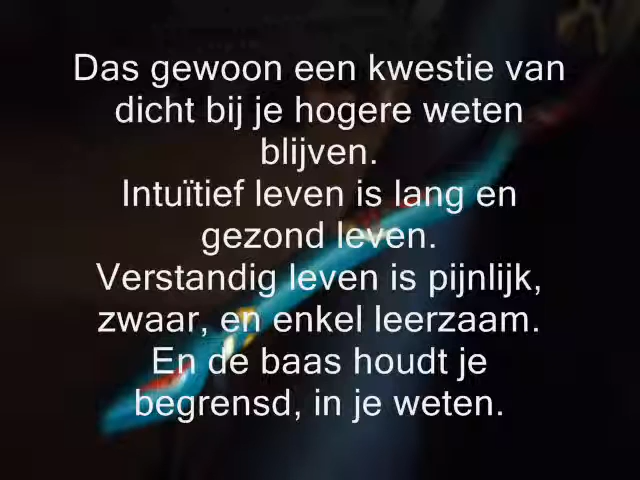 Das gewoon een kwestie van
dicht bij je hogere weten
blijven.
Intuïtief leven is lang en
gezond leven.
Verstandig leven is pijnlijk,
zwaar, en enkel leerzaam.
En de baas houdt je
begrensd, in je weten.